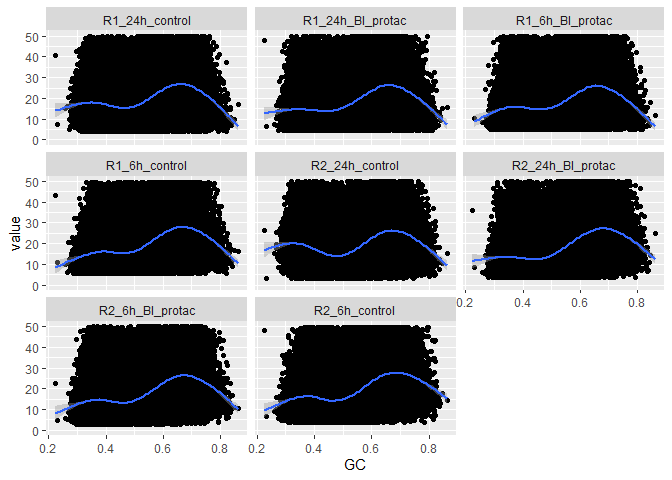 R1_24h_control R1_24h_BI_protac R1_6h_BI_protac
50
40
30
20
10
0
R1_6h_control R2_24h_control R2_24h_BI_protac
50
40
30
20
10
0
value
0.2 0.4 0.6 0.8
R2_6h_BI_protac R2_6h_control
50
40
30
20
10
0
0.2 0.4 0.6 0.8 0.2 0.4 0.6 0.8
GC